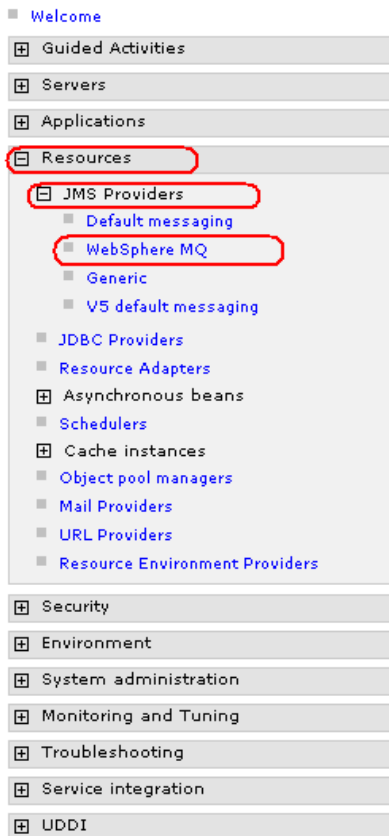 Welcome
Guided Activities
Servers
Applications
Resources
JMS Providers
Default messaging
WebSphere MQ
Generic
V5 default messaging
JDBC Providers
Resource Adapters
Asynchronous beans
Schedulers
Cache instances
Object pool managers
Mail Providers
URL Providers
Resource Environment Providers
Security
Environment
System administration
Monitoring and Tuning
Troubleshooting
Service integration
UDDI